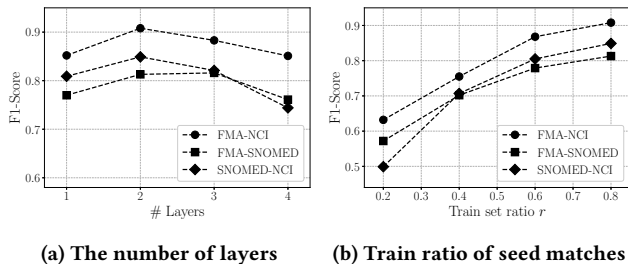 0.9
0.8
0.7
0.6
F1-Score
FMA-NCI
FMA-SNOMED
SNOMED-NCI
1 2 3 4
# Layers
(a) The number of layers
0.9
0.8
0.7
0.6
0.5
F1-Score
FMA-NCI
FMA-SNOMED
SNOMED-NCI
0.2 0.3 0.4 0.5 0.6 0.7 0.8
Train set ratio r
(b) Train ratio of seed matches